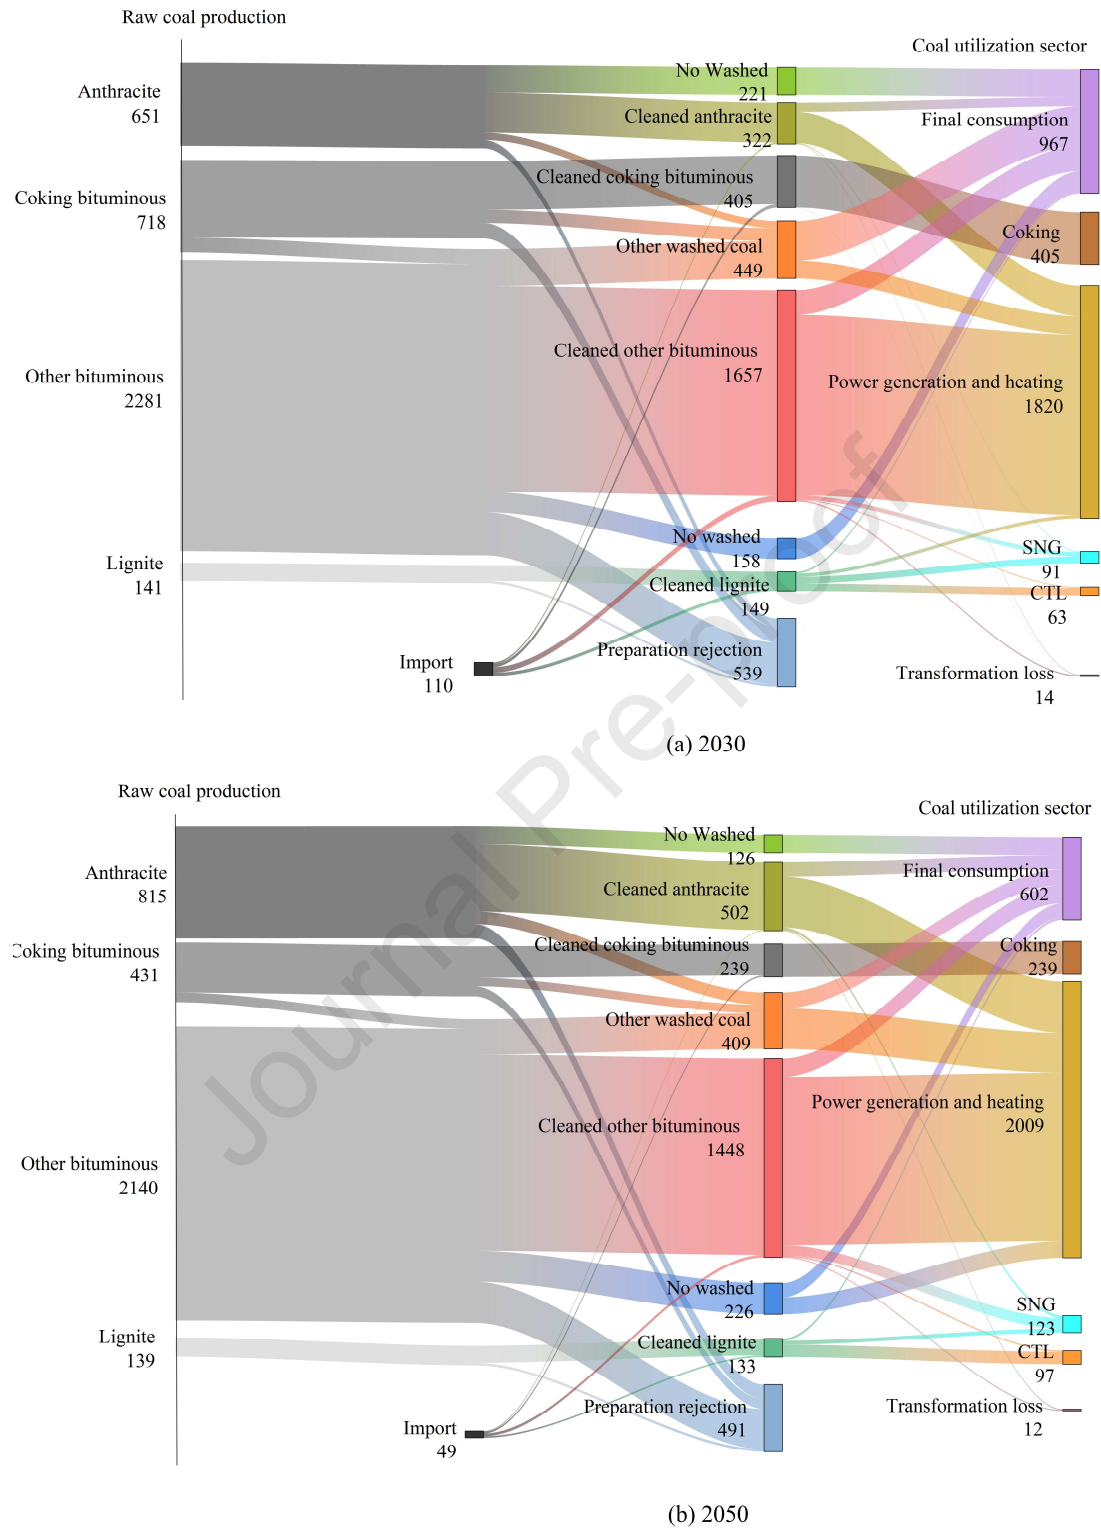 Raw coal production
Coal utilization sector
Anthracite
651
Coking bituminous
718
Other bituminous
2281
Lignite
141
Import
110
No Washed
221
Cleaned anthracite
322
Cleaned coking bituminous
405
Other washed coal
449
Cleaned other bituminous
1657
No washed
158
Cleaned lignite
149
Preparation rejection
539
Final consumption
967
Coking
405
Power generation and heating
1820
SNG
91
CTL
63
Transformation loss
14
(a) 2030
Raw coal production
Coal utilization sector
Anthracite
815
Coking bituminous
431
Other bituminous
2140
Lignite
139
Import
49
No Washed
126
Cleaned anthracite
502
Cleaned coking bituminous
239
Other washed coal
409
Cleaned other bituminous
1448
No washed
226
Cleaned lignite
133
Preparation rejection
491
Final consumption
602
Coking
239
Power generation and heating
2009
SNG
123
CTL
97
Transformation loss
12
(b) 2050
Journal Pre-proof